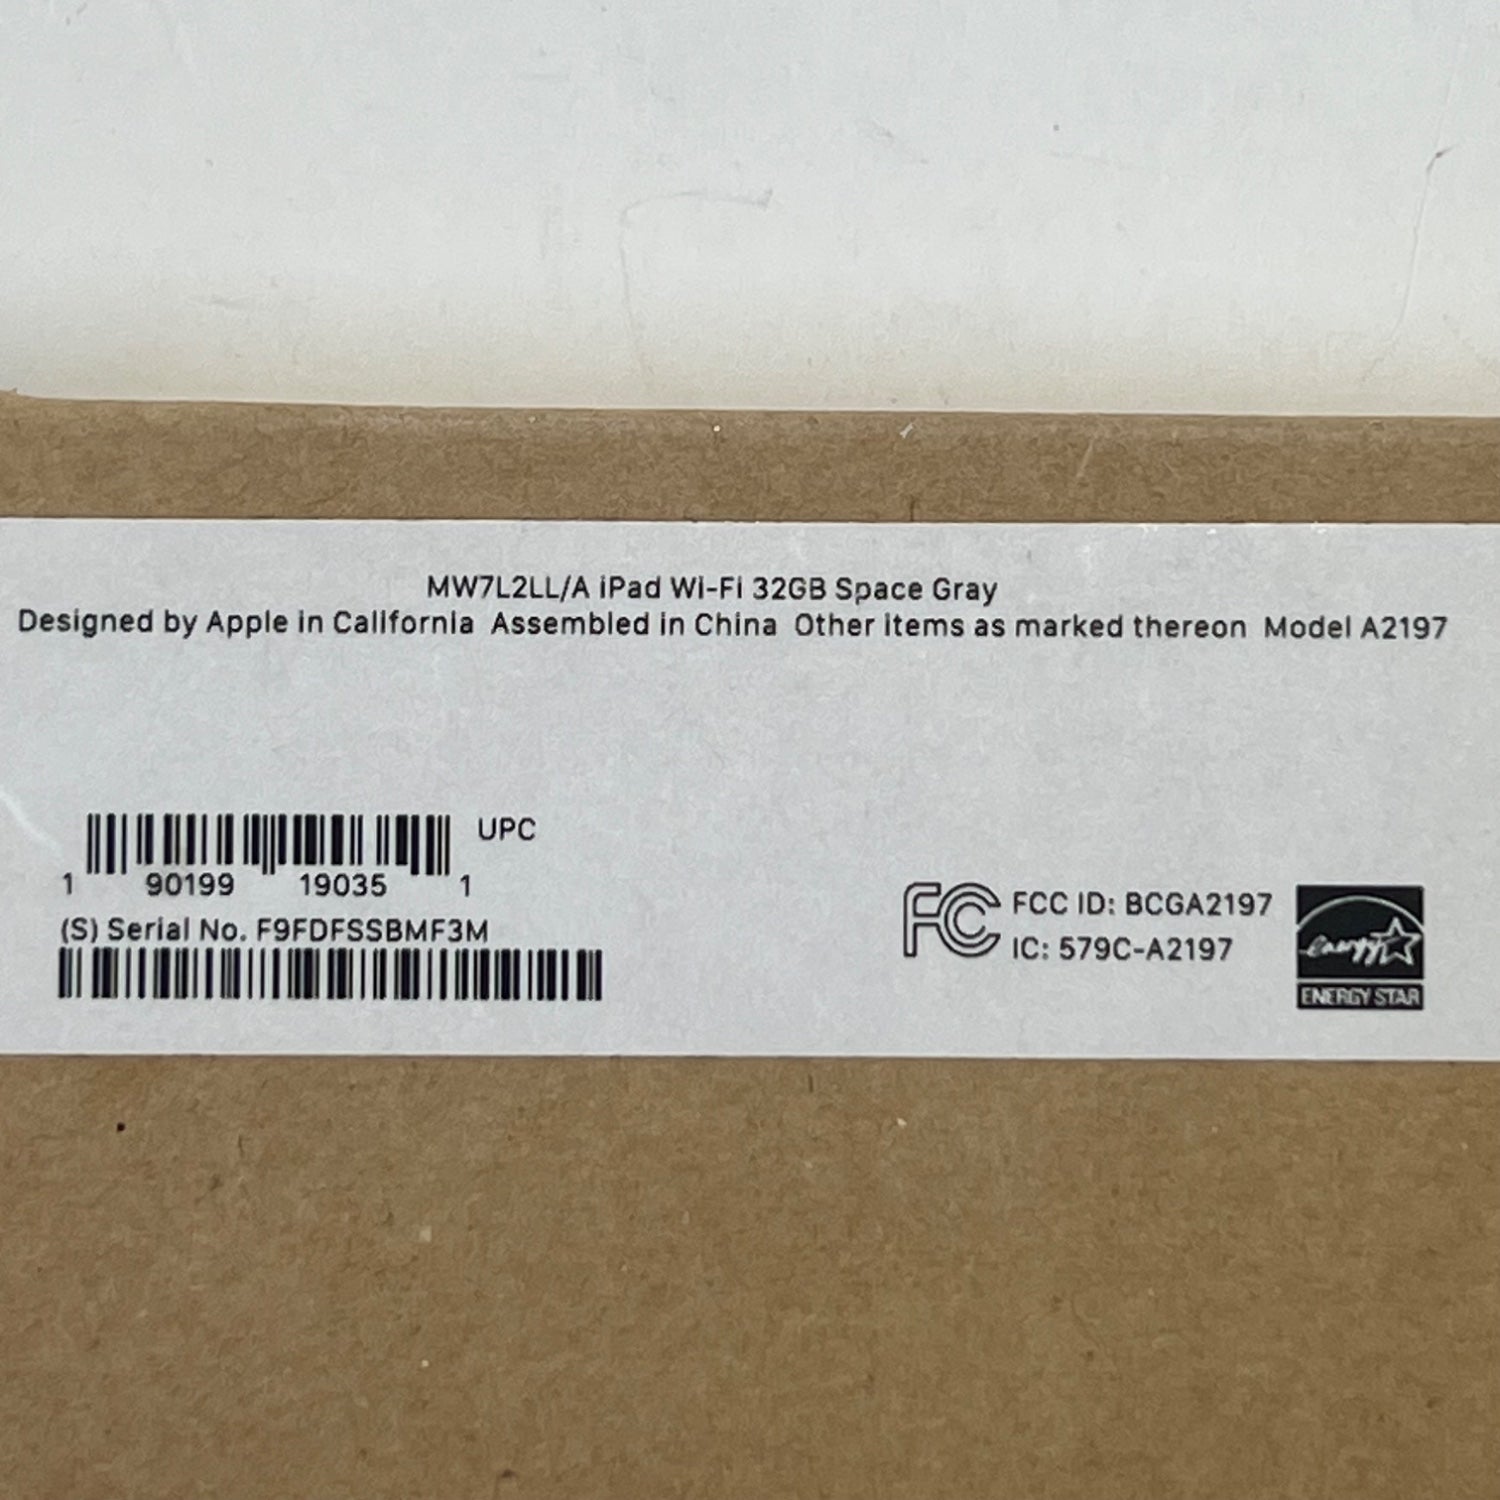 MW7L2LL/A iPad Wi-Fi 32GB Space Gray
Designed by Apple in California Assembled in China Other items as marked thereon Model A2197
UPC
1 90199 19035 1
(S) Serial No. F9FDFSSBMF3M
FC FCC ID: BCGA2197
IC: 579C-A2197
energy
ENERGY STAR